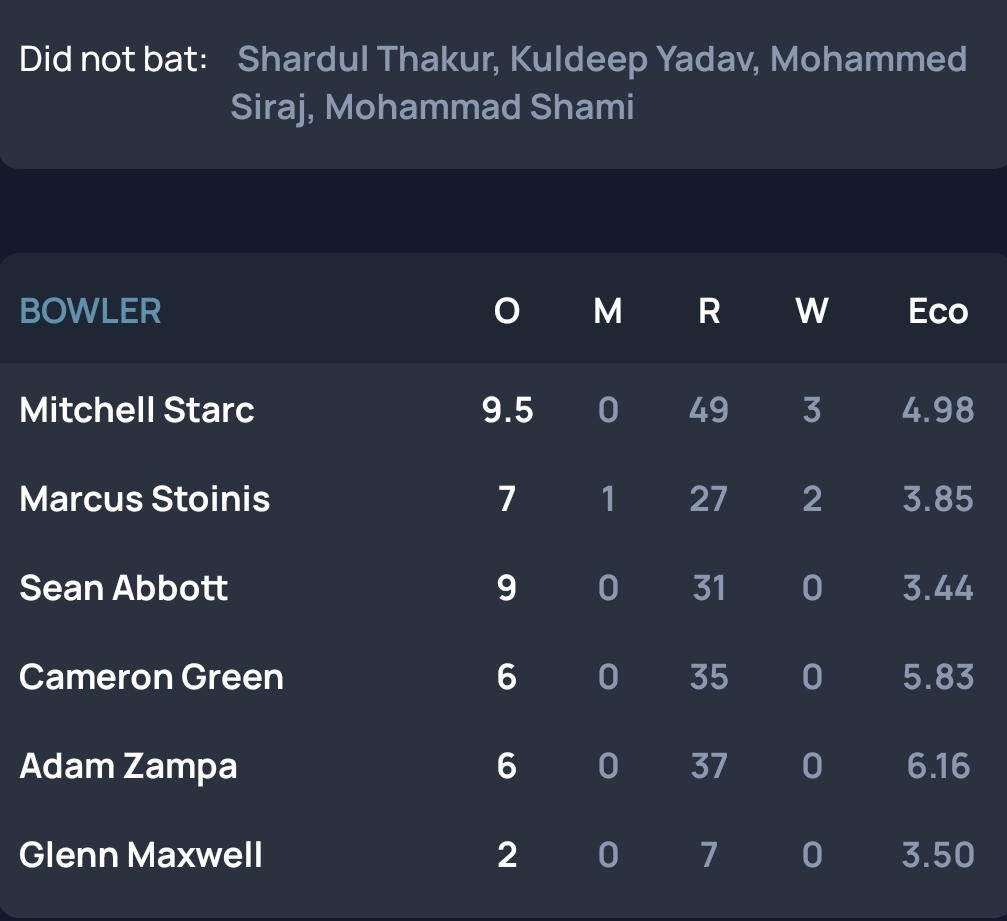 Did not bat: Shardul Thakur, Kuldeep Yadav, Mohammed
Siraj, Mohammad Shami
BOWLER O M R W Eco
Mitchell Starc 9.5 0 49 3 4.98
Marcus Stoinis 7 1 27 2 3.85
Sean Abbott 9 0 31 0 3.44
Cameron Green 6 0 35 0 5.83
Adam Zampa 6 0 37 0 6.16
Glenn Maxwell 2 0 7 0 3.50